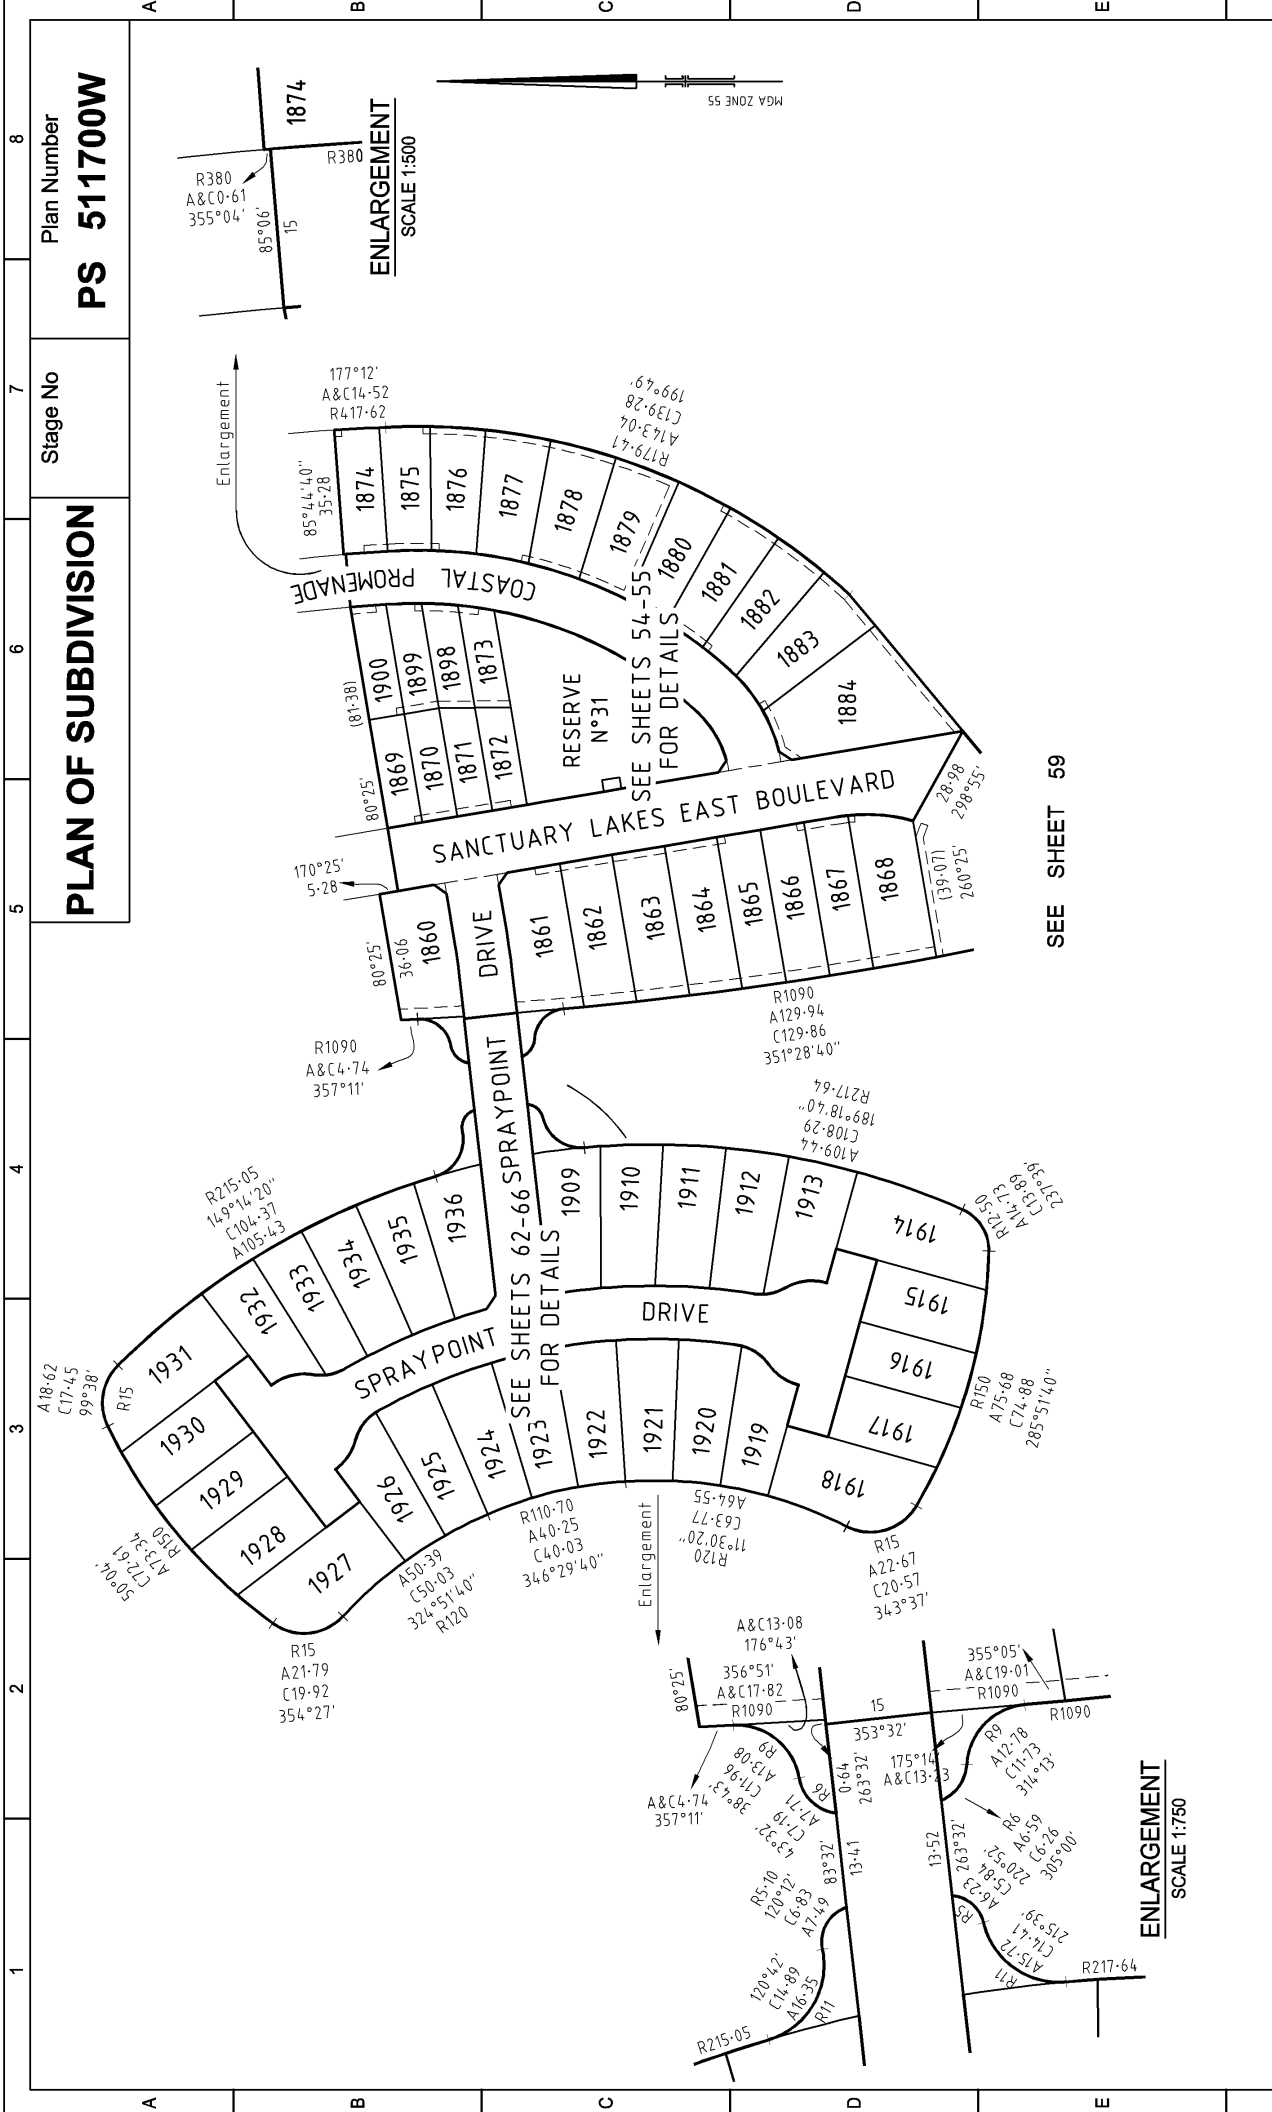 PLAN OF SUBDIVISION
Stage No
Plan Number
PS 511700W
A
B
C
D
E
8
7
6
5
4
3
2
1
A
B
C
D
E
MGA ZONE 55
1874
R380
R380
A&C0·61
355°04'
85°06'
15
ENLARGEMENT
SCALE 1:500
Enlargement
177°12'
A&C14·52
R417·62
85°44'40"
35·28
R179·41
A143·04
C139·28
199°49'
1874
1875
1876
1877
1878
1879
1880
1881
1882
1883
1884
COASTAL PROMENADE
(81·38)
80°25'
1900
1899
1898
1873
1869
1870
1871
1872
RESERVE
N°31
SEE SHEETS 54-55
FOR DETAILS
SANCTUARY LAKES EAST BOULEVARD
28·98
298°55'
170°25'
5·28
80°25'
36·06
1860
DRIVE
1861
1862
1863
1864
1865
1866
1867
1868
(39·07)
260°25'
SEE SHEET 59
R1090
A&C4·74
357°11'
R1090
A129·94
C129·86
351°28'40"
SPRAYPOINT
R215·05
149°14'20"
C104·37
A105·43
A109·44
C108·29
189°18'40"
R217·64
1936
1935
1934
1933
1932
1931
1930
1929
1928
1927
1926
1925
1924
1923
1922
1921
1920
1919
1918
1917
1916
1915
1914
1913
1912
1911
1910
1909
SPRAYPOINT
DRIVE
SEE SHEETS 62-66
FOR DETAILS
A18·62
C17·45
99°38'
R15
R12·50
A14·73
C13·89
237°39'
R150
A75·68
C74·88
285°51'40"
R150
A73·34
C72·61
50°04'
R15
A21·79
C19·92
354°27'
A50·39
C50·03
324°51'40"
R120
R110·70
A40·25
C40·03
346°29'40"
A64·55
C63·77
11°30'20"
R120
R15
A22·67
C20·57
343°37'
Enlargement
80°25'
A&C13·08
176°43'
356°51'
A&C17·82
R1090
15
353°32'
355°05'
A&C19·01
R1090
R1090
A&C4·74
357°11'
R9
A13·08
C11·96
38°43'
R6
A7·71
C7·19
43°32'
0·64
263°32'
175°14'
A&C13·23
R9
A12·78
C11·73
314°13'
83°32'
13·41
13·52
263°32'
R6
A6·59
C6·26
305°00'
R5·10
120°12'
C6·83
A7·49
R5
A6·23
C5·84
220°52'
120°42'
C14·89
A16·35
R11
R11
A15·72
C14·41
215°39'
R215·05
R217·64
ENLARGEMENT
SCALE 1:750